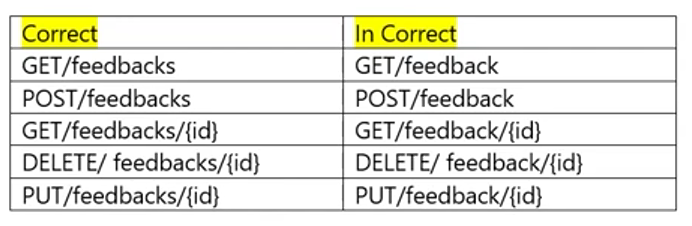 Correct In Correct
GET/feedbacks GET/feedback
POST/feedbacks POST/feedback
GET/feedbacks/{id} GET/feedback/{id}
DELETE/ feedbacks/{id} DELETE/ feedback/{id}
PUT/feedbacks/{id} PUT/feedback/{id}